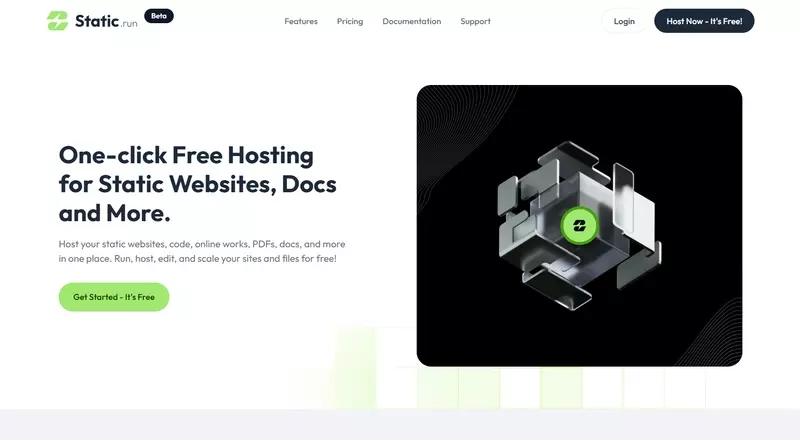 Static.run
Beta
Features
Pricing
Documentation
Support
Login
Host Now - It's Free!
One-click Free Hosting
for Static Websites, Docs
and More.
Host your static websites, code, online works, PDFs, docs, and more
in one place. Run, host, edit, and scale your sites and files for free!
Get Started - It's Free